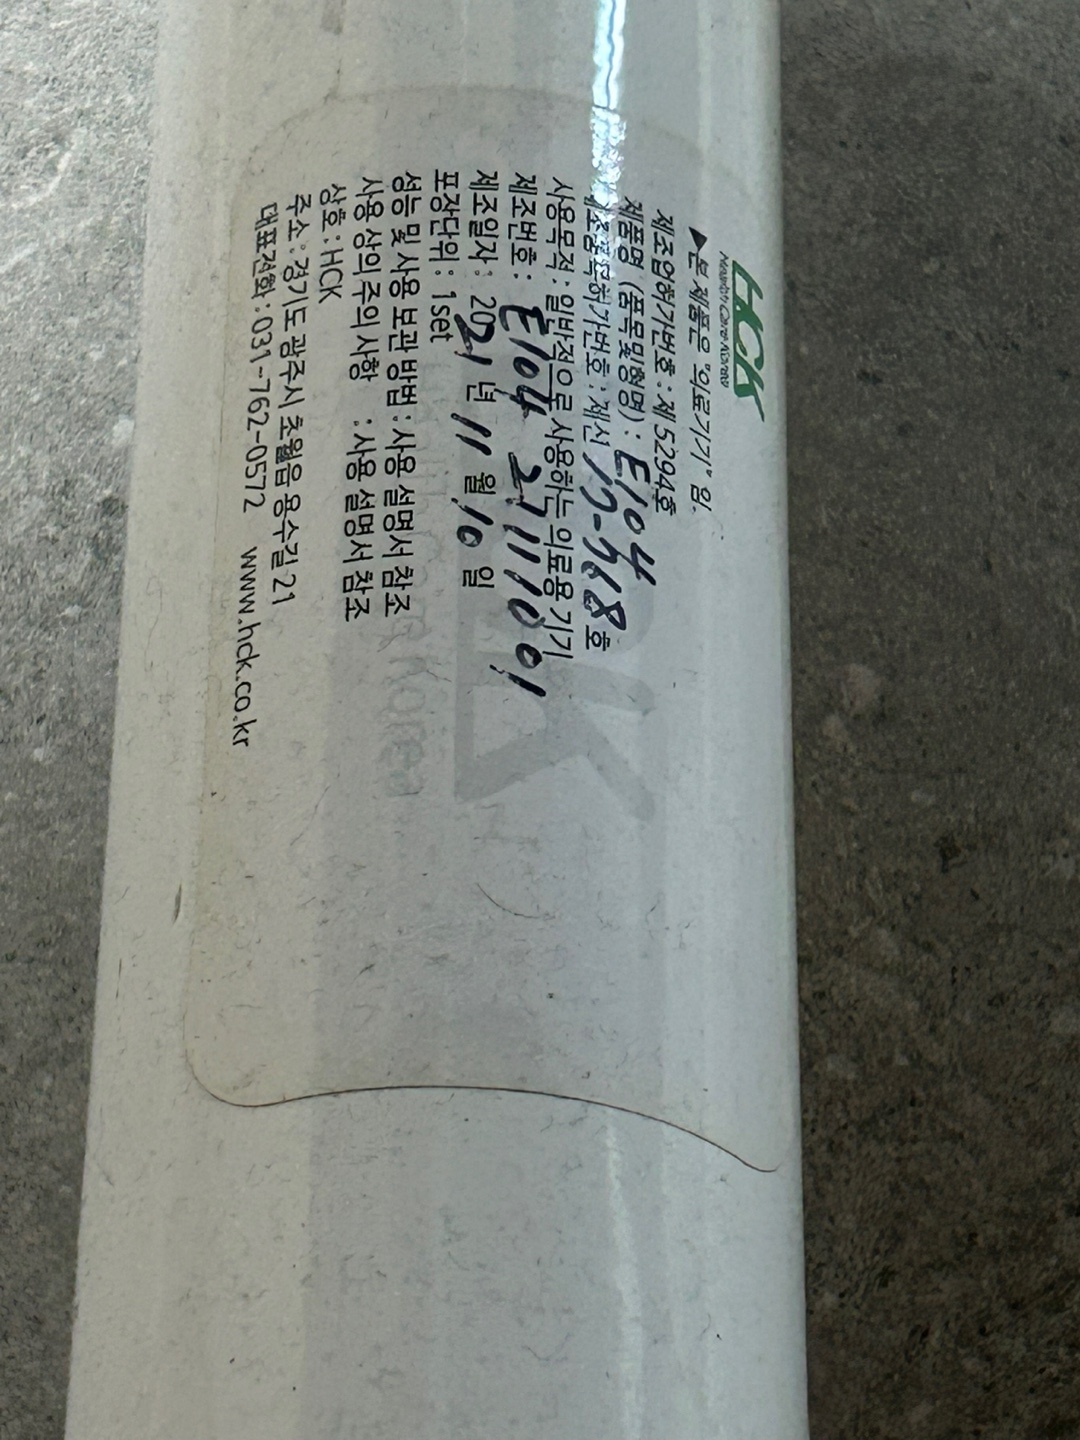 HCK
Health Care Korea
▶본 제품은 "의료기기" 임.
제조업허가번호 : 제 5294호
제품명 (품목및형명) : E104
제조품목허가번호 : 제신 17-768 호
사용목적 : 일반적으로 사용하는 의료용 기기
제조번호 : E104 21111001
제조일자 : 2021 년 11 월 10 일
포장단위 : 1set
성능 및 사용 보관 방법 : 사용 설명서 참조
사용 상의 주의 사항 : 사용 설명서 참조
상호 : HCK
주소 : 경기도 광주시 초월읍 용수길 21
대표전화 : 031-762-0572 www.hck.co.kr